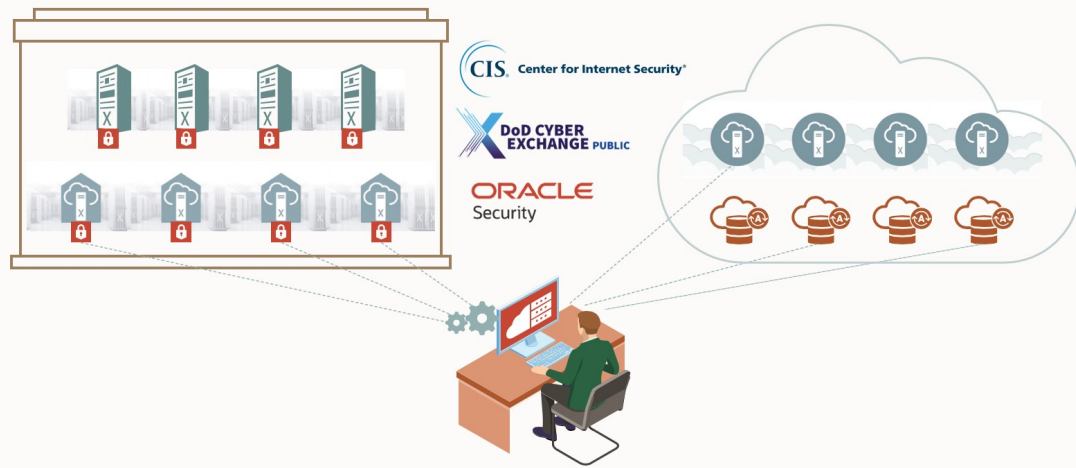 CIS. Center for Internet Security®
DoD CYBER
EXCHANGE PUBLIC
ORACLE
Security
X
X
X
X
X
X
X
X
X
X
X
X
A
A
A
A